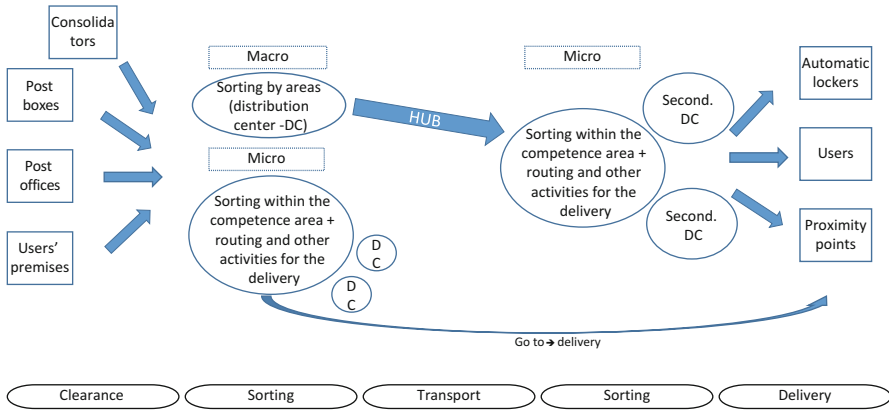 Consolida
tors
Post
boxes
Post
offices
Users'
premises
Macro
Sorting by areas
(distribution
center -DC)
Micro
Sorting within the
competence area +
routing and other
activities for the
delivery
D
C
D
C
HUB
Micro
Sorting within the
competence area +
routing and other
activities for the
delivery
Second.
DC
Second.
DC
Automatic
lockers
Users
Proximity
points
Go to → delivery
Clearance
Sorting
Transport
Sorting
Delivery